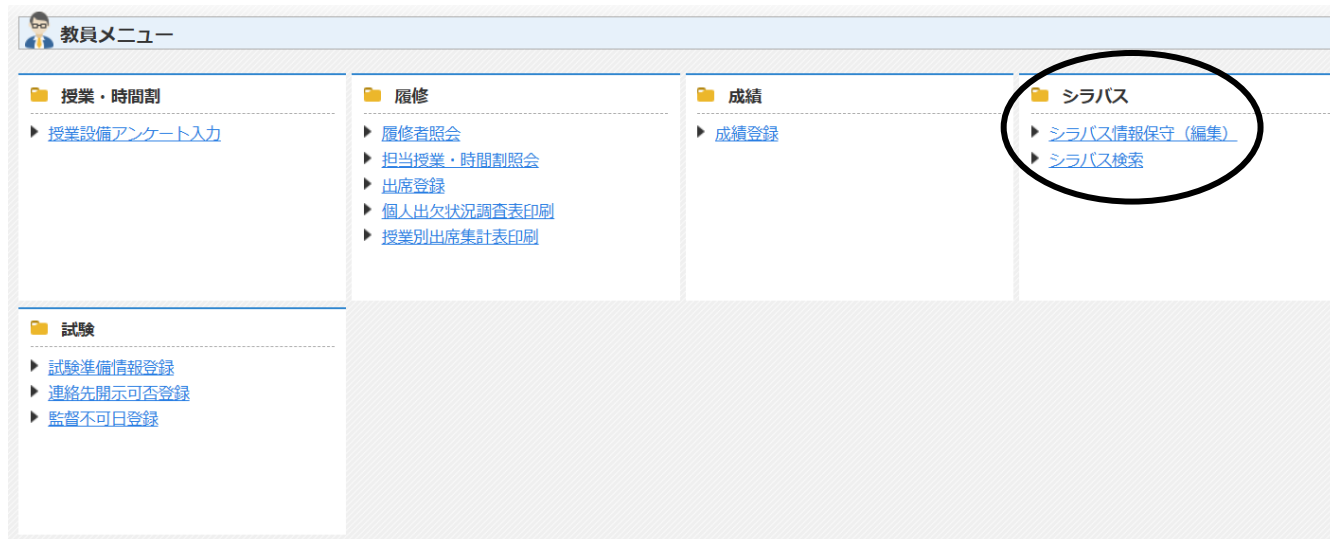 教員メニュー
授業・時間割
授業設備アンケート入力
履修
履修者照会
担当授業・時間割照会
出席登録
個人出欠状況調査表印刷
授業別出席集計表印刷
成績
成績登録
シラバス
シラバス情報保守（編集）
シラバス検索
試験
試験準備情報登録
連絡先開示可否登録
監督不可日登録